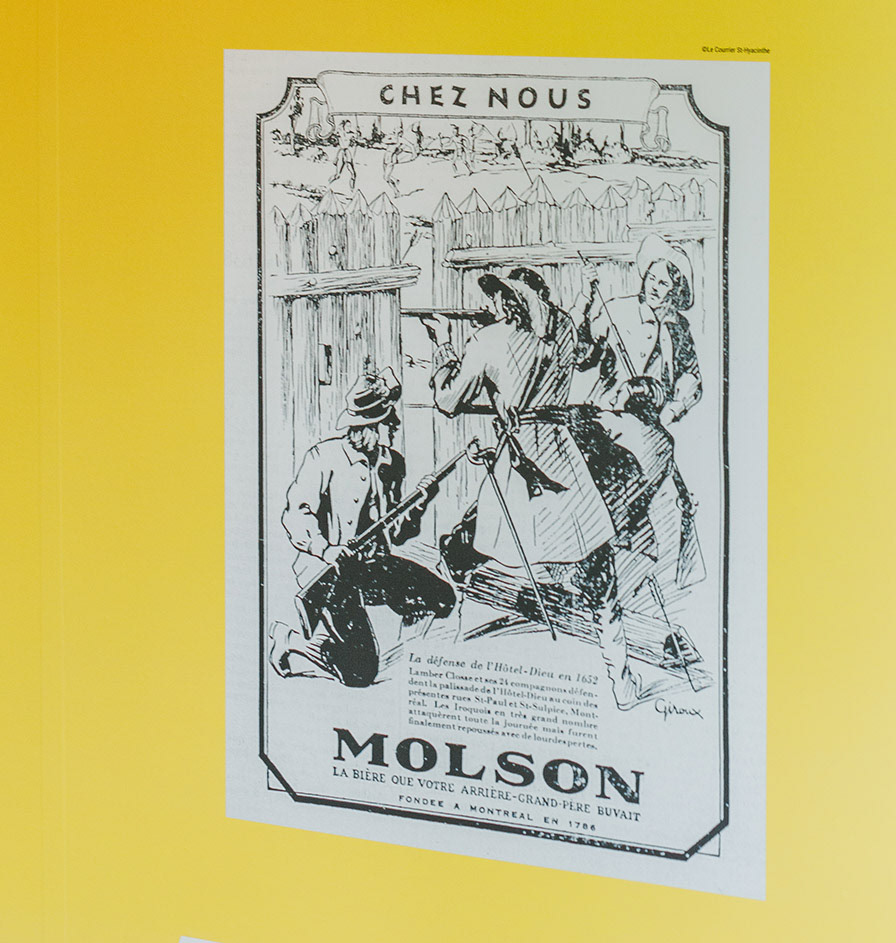 ©Le Courrier St-Hyacinthe
CHEZ NOUS
La défense de l'Hôtel-Dieu en 1652
Lamber Closse et ses 24 compagnons défen-
dent la palissade de l'Hôtel-Dieu au coin des
présentes rues St-Paul et St-Sulpice, Mont-
réal. Les Iroquois en très grand nombre
attaquèrent toute la journée mais furent
finalement repoussés avec de lourdes pertes.
Giroux
MOLSON
LA BIÈRE QUE VOTRE ARRIÈRE-GRAND-PÈRE BUVAIT
FONDEE A MONTREAL EN 1786